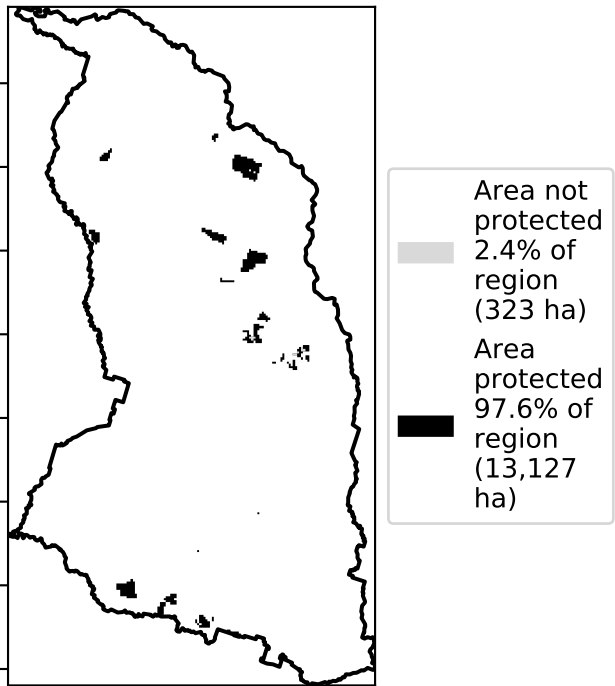 Area not
protected
2.4% of
region
(323 ha)
Area
protected
97.6% of
region
(13,127
ha)